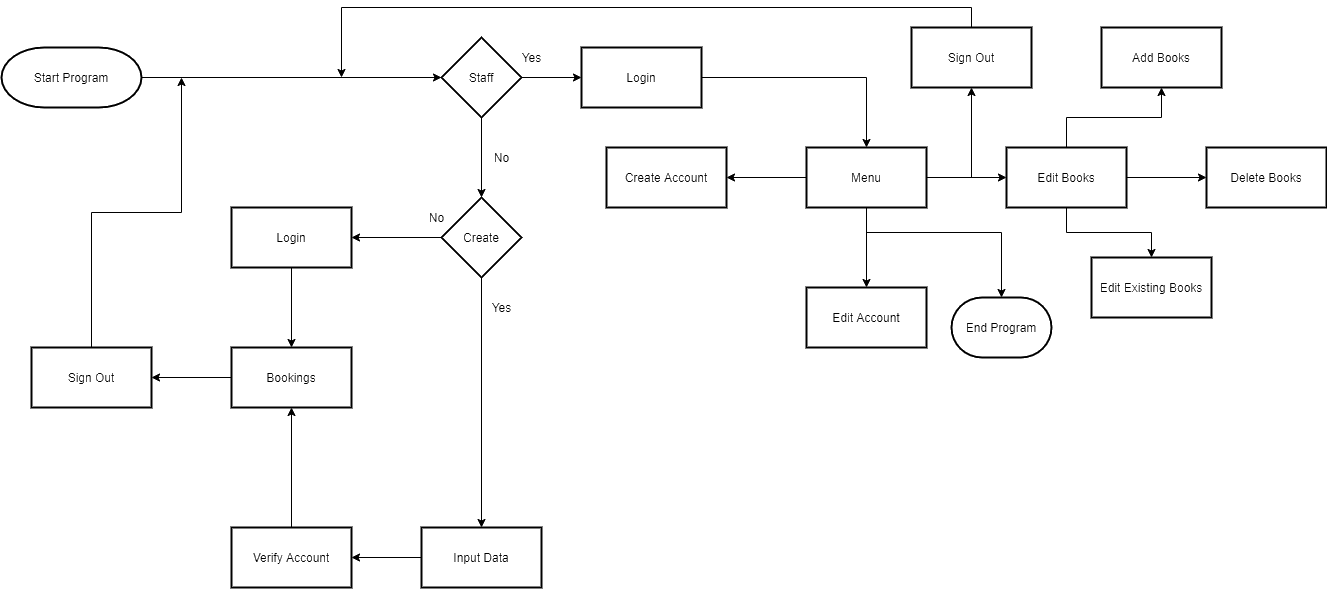 Start Program
Staff
Yes
Login
Sign Out
Add Books
No
Create Account
Menu
Edit Books
Delete Books
Login
No
Create
Yes
Edit Account
End Program
Edit Existing Books
Sign Out
Bookings
Verify Account
Input Data